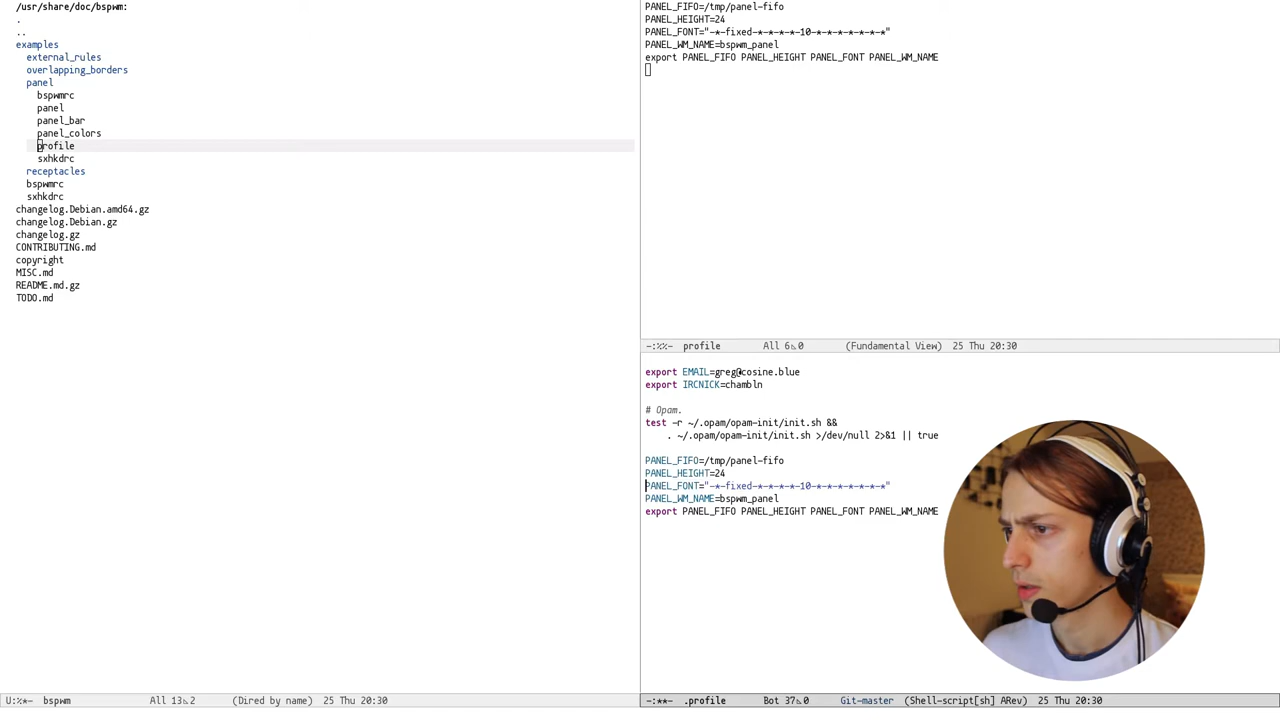 /usr/share/doc/bspwm:
.
..
examples
external_rules
overlapping_borders
panel
bspwmrc
panel
panel_bar
panel_colors
profile
sxhkdrc
receptacles
bspwmrc
sxhkdrc
changelog.Debian.amd64.gz
changelog.Debian.gz
changelog.gz
CONTRIBUTING.md
copyright
MISC.md
README.md.gz
TODO.md
U:%*-  bspwm    All 13:2    (Dired by name)  25 Thu 20:30
PANEL_FIFO=/tmp/panel-fifo
PANEL_HEIGHT=24
PANEL_FONT="-*-fixed-*-*-*-*-10-*-*-*-*-*-*-*"
PANEL_WM_NAME=bspwm_panel
export PANEL_FIFO PANEL_HEIGHT PANEL_FONT PANEL_WM_NAME
-:%%-  profile    All 6:0    (Fundamental View)  25 Thu 20:30
export EMAIL=greg@cosine.blue
export IRCNICK=chambln
# Opam.
test -r ~/.opam/opam-init/init.sh &&
. ~/.opam/opam-init/init.sh >/dev/null 2>&1 || true
PANEL_FIFO=/tmp/panel-fifo
PANEL_HEIGHT=24
PANEL_FONT="-*-fixed-*-*-*-*-10-*-*-*-*-*-*-*"
PANEL_WM_NAME=bspwm_panel
export PANEL_FIFO PANEL_HEIGHT PANEL_FONT PANEL_WM_NAME
-:**-  .profile    Bot 37:0    Git-master  (Shell-script[sh] ARev)  25 Thu 20:30